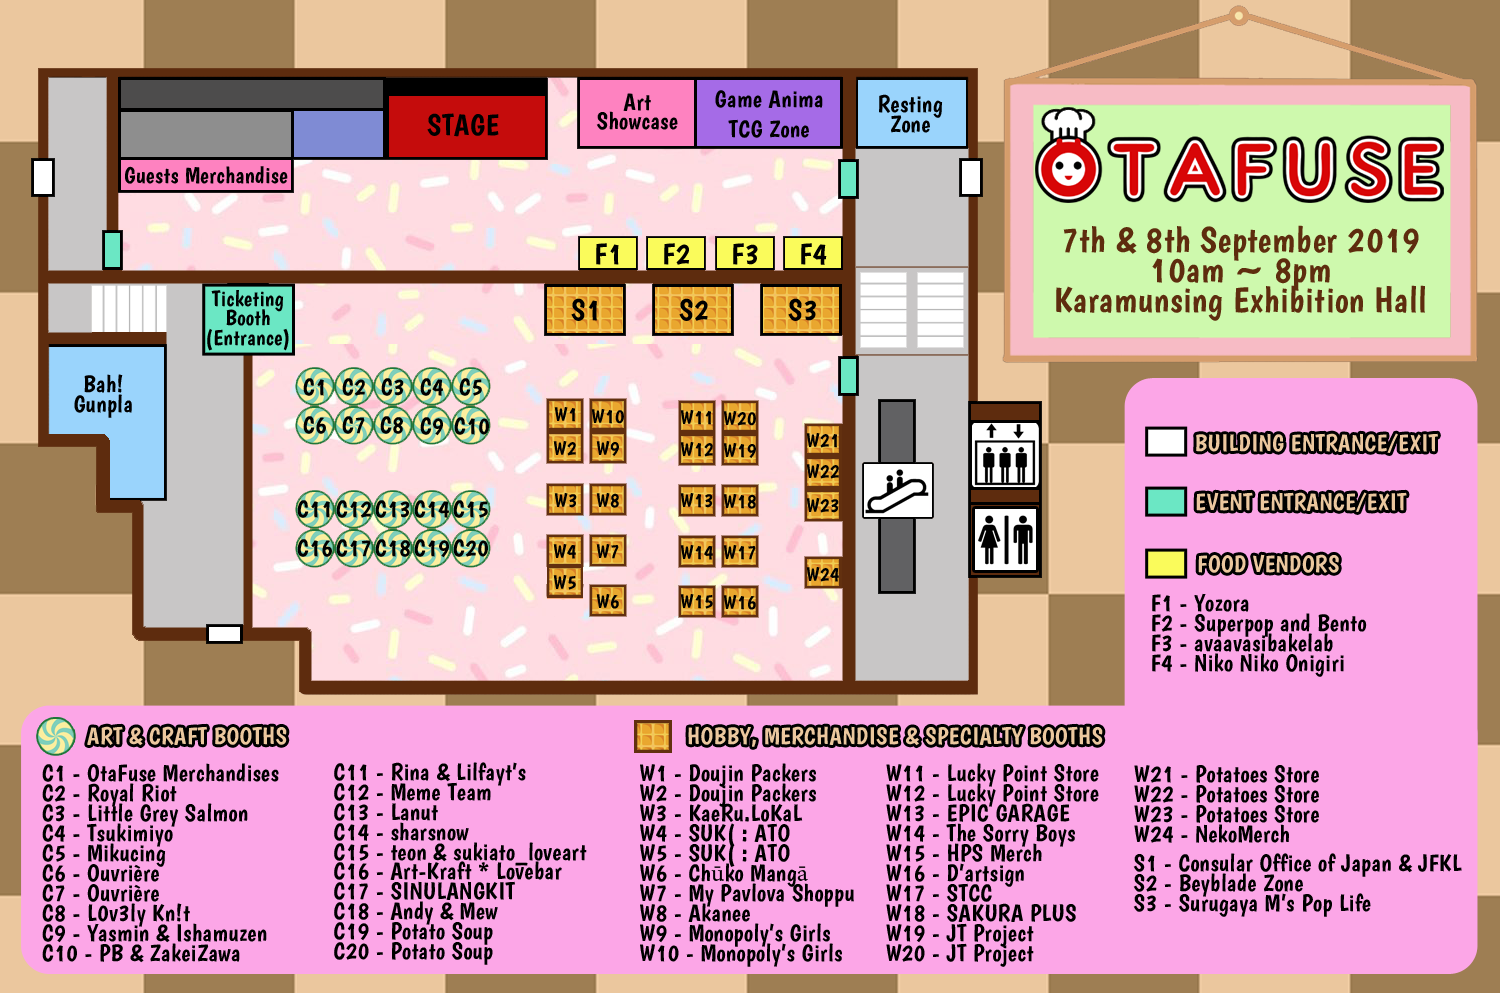 STAGE
Art
Showcase
Game Anima
TCG Zone
Resting
Zone
Guests Merchandise
F1 F2 F3 F4
Ticketing
Booth
(Entrance)
S1 S2 S3
Bah!
Gunpla
C1 C2 C3 C4 C5
C6 C7 C8 C9 C10
C11 C12 C13 C14 C15
C16 C17 C18 C19 C20
W1 W10 W11 W20
W2 W9 W12 W19
W21
W22
W23
W3 W8 W13 W18
W4 W7 W14 W17
W5
W24
W6 W15 W16
OTAFUSE
7th & 8th September 2019
10am ~ 8pm
Karamunsing Exhibition Hall
BUILDING ENTRANCE/EXIT
EVENT ENTRANCE/EXIT
FOOD VENDORS
F1 - Yozora
F2 - Superpop and Bento
F3 - avaavasibakelab
F4 - Niko Niko Onigiri
ART & CRAFT BOOTHS
C1 - OtaFuse Merchandises
C2 - Royal Riot
C3 - Little Grey Salmon
C4 - Tsukimiyo
C5 - Mikucing
C6 - Ouvrière
C7 - Ouvrière
C8 - L0v3ly Kn!t
C9 - Yasmin & Ishamuzen
C10 - PB & ZakeiZawa
C11 - Rina & Lilfayt's
C12 - Meme Team
C13 - Lanut
C14 - sharsnow
C15 - teon & sukiato_loveart
C16 - Art-Kraft * Lovebar
C17 - SINULANGKIT
C18 - Andy & Mew
C19 - Potato Soup
C20 - Potato Soup
HOBBY, MERCHANDISE & SPECIALTY BOOTHS
W1 - Doujin Packers
W2 - Doujin Packers
W3 - KaeRu.LoKaL
W4 - SUK( : ATO
W5 - SUK( : ATO
W6 - Chūko Mangā
W7 - My Pavlova Shoppu
W8 - Akanee
W9 - Monopoly's Girls
W10 - Monopoly's Girls
W11 - Lucky Point Store
W12 - Lucky Point Store
W13 - EPIC GARAGE
W14 - The Sorry Boys
W15 - HPS Merch
W16 - D'artsign
W17 - STCC
W18 - SAKURA PLUS
W19 - JT Project
W20 - JT Project
W21 - Potatoes Store
W22 - Potatoes Store
W23 - Potatoes Store
W24 - NekoMerch
S1 - Consular Office of Japan & JFKL
S2 - Beyblade Zone
S3 - Surugaya M's Pop Life